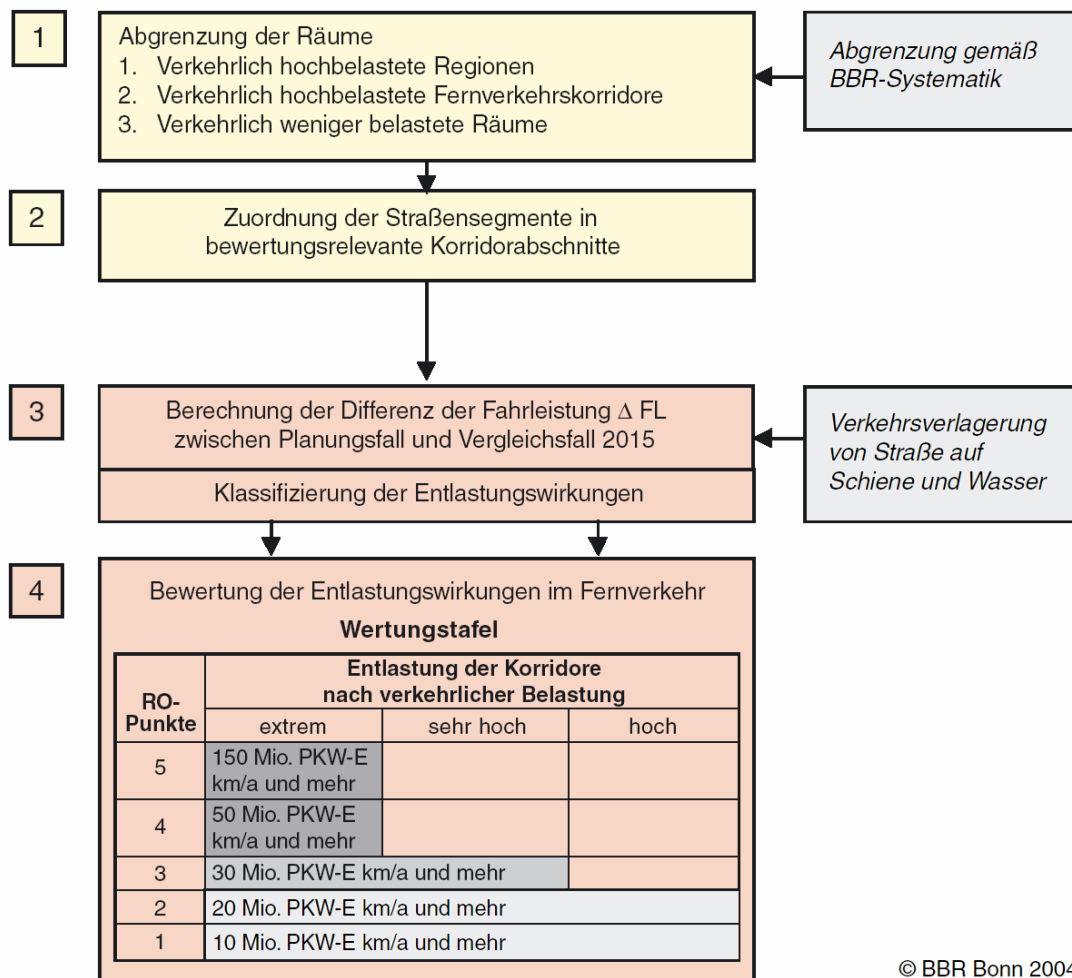 1
Abgrenzung der Räume
1. Verkehrlich hochbelastete Regionen
2. Verkehrlich hochbelastete Fernverkehrskorridore
3. Verkehrlich weniger belastete Räume
Abgrenzung gemäß
BBR-Systematik
2
Zuordnung der Straßensegmente in
bewertungsrelevante Korridorabschnitte
3
Berechnung der Differenz der Fahrleistung Δ FL
zwischen Planungsfall und Vergleichsfall 2015
Klassifizierung der Entlastungswirkungen
Verkehrsverlagerung
von Straße auf
Schiene und Wasser
4
Bewertung der Entlastungswirkungen im Fernverkehr
Wertungstafel
RO-
Punkte
Entlastung der Korridore
nach verkehrlicher Belastung
extrem sehr hoch hoch
5
150 Mio. PKW-E
km/a und mehr
4
50 Mio. PKW-E
km/a und mehr
3 30 Mio. PKW-E km/a und mehr
2 20 Mio. PKW-E km/a und mehr
1 10 Mio. PKW-E km/a und mehr
© BBR Bonn 2004